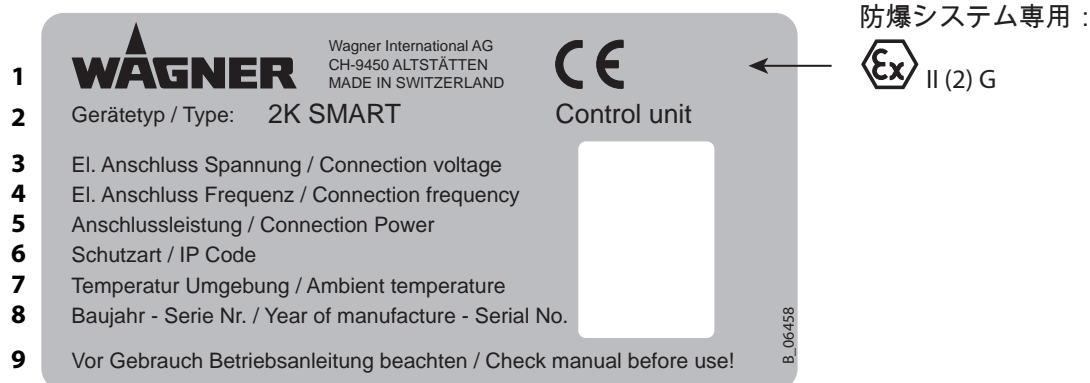 防爆システム専用：
Ex II (2) G
1 WAGNER
Wagner International AG
CH-9450 ALTSTÄTTEN
MADE IN SWITZERLAND
CE
2 Gerätetyp / Type: 2K SMART Control unit
3 El. Anschluss Spannung / Connection voltage
4 El. Anschluss Frequenz / Connection frequency
5 Anschlussleistung / Connection Power
6 Schutzart / IP Code
7 Temperatur Umgebung / Ambient temperature
8 Baujahr - Serie Nr. / Year of manufacture - Serial No.
9 Vor Gebrauch Betriebsanleitung beachten / Check manual before use!
B_06458